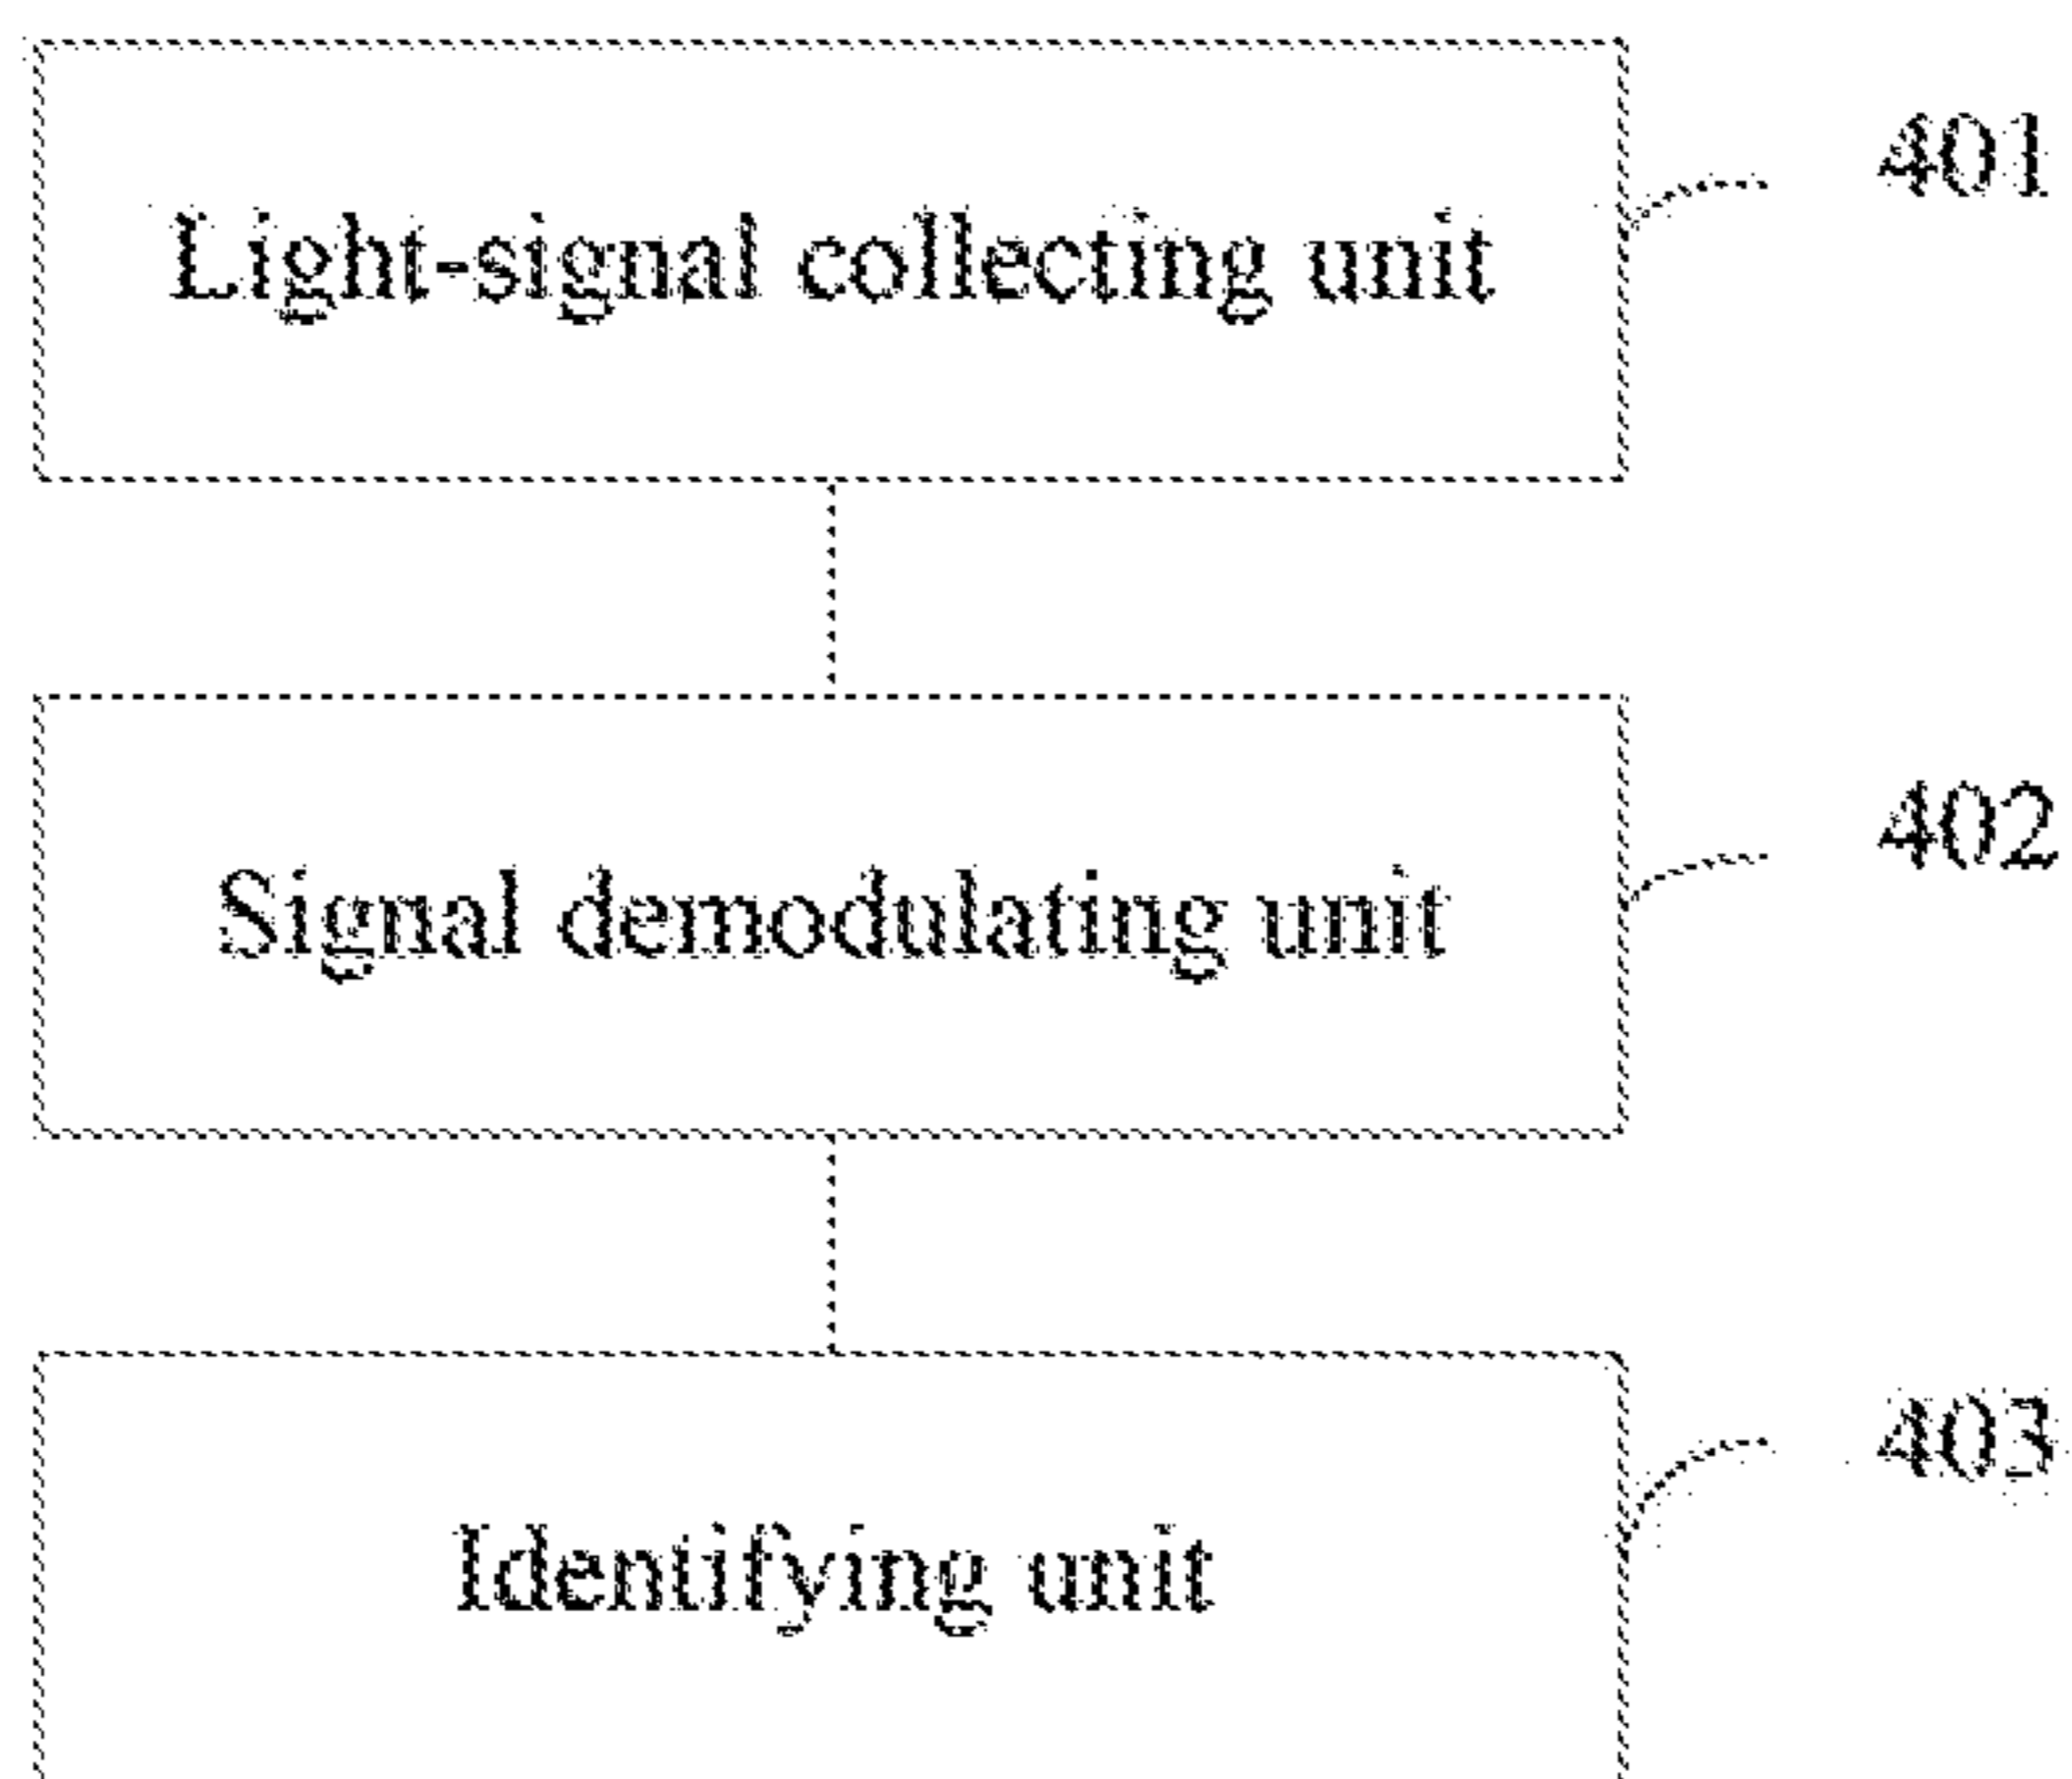 Light-signal collecting unit
401
Signal demodulating unit
402
Identifying unit
403